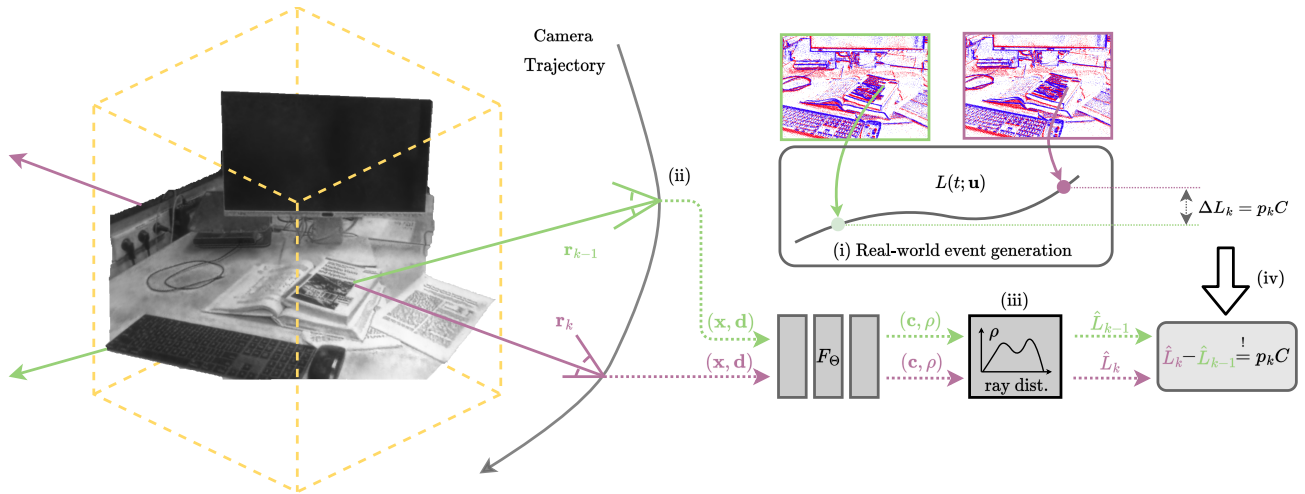 Camera
Trajectory
(ii)
L(t; u)
ΔL_k = p_k C
(i) Real-world event generation
r_{k−1}
(iv)
(iii)
r_k
(x, d)
(c, ρ)
L̂_{k−1}
ρ
F_Θ
L̂_k − L̂_{k−1} =^! p_k C
(x, d)
(c, ρ)
L̂_k
ray dist.